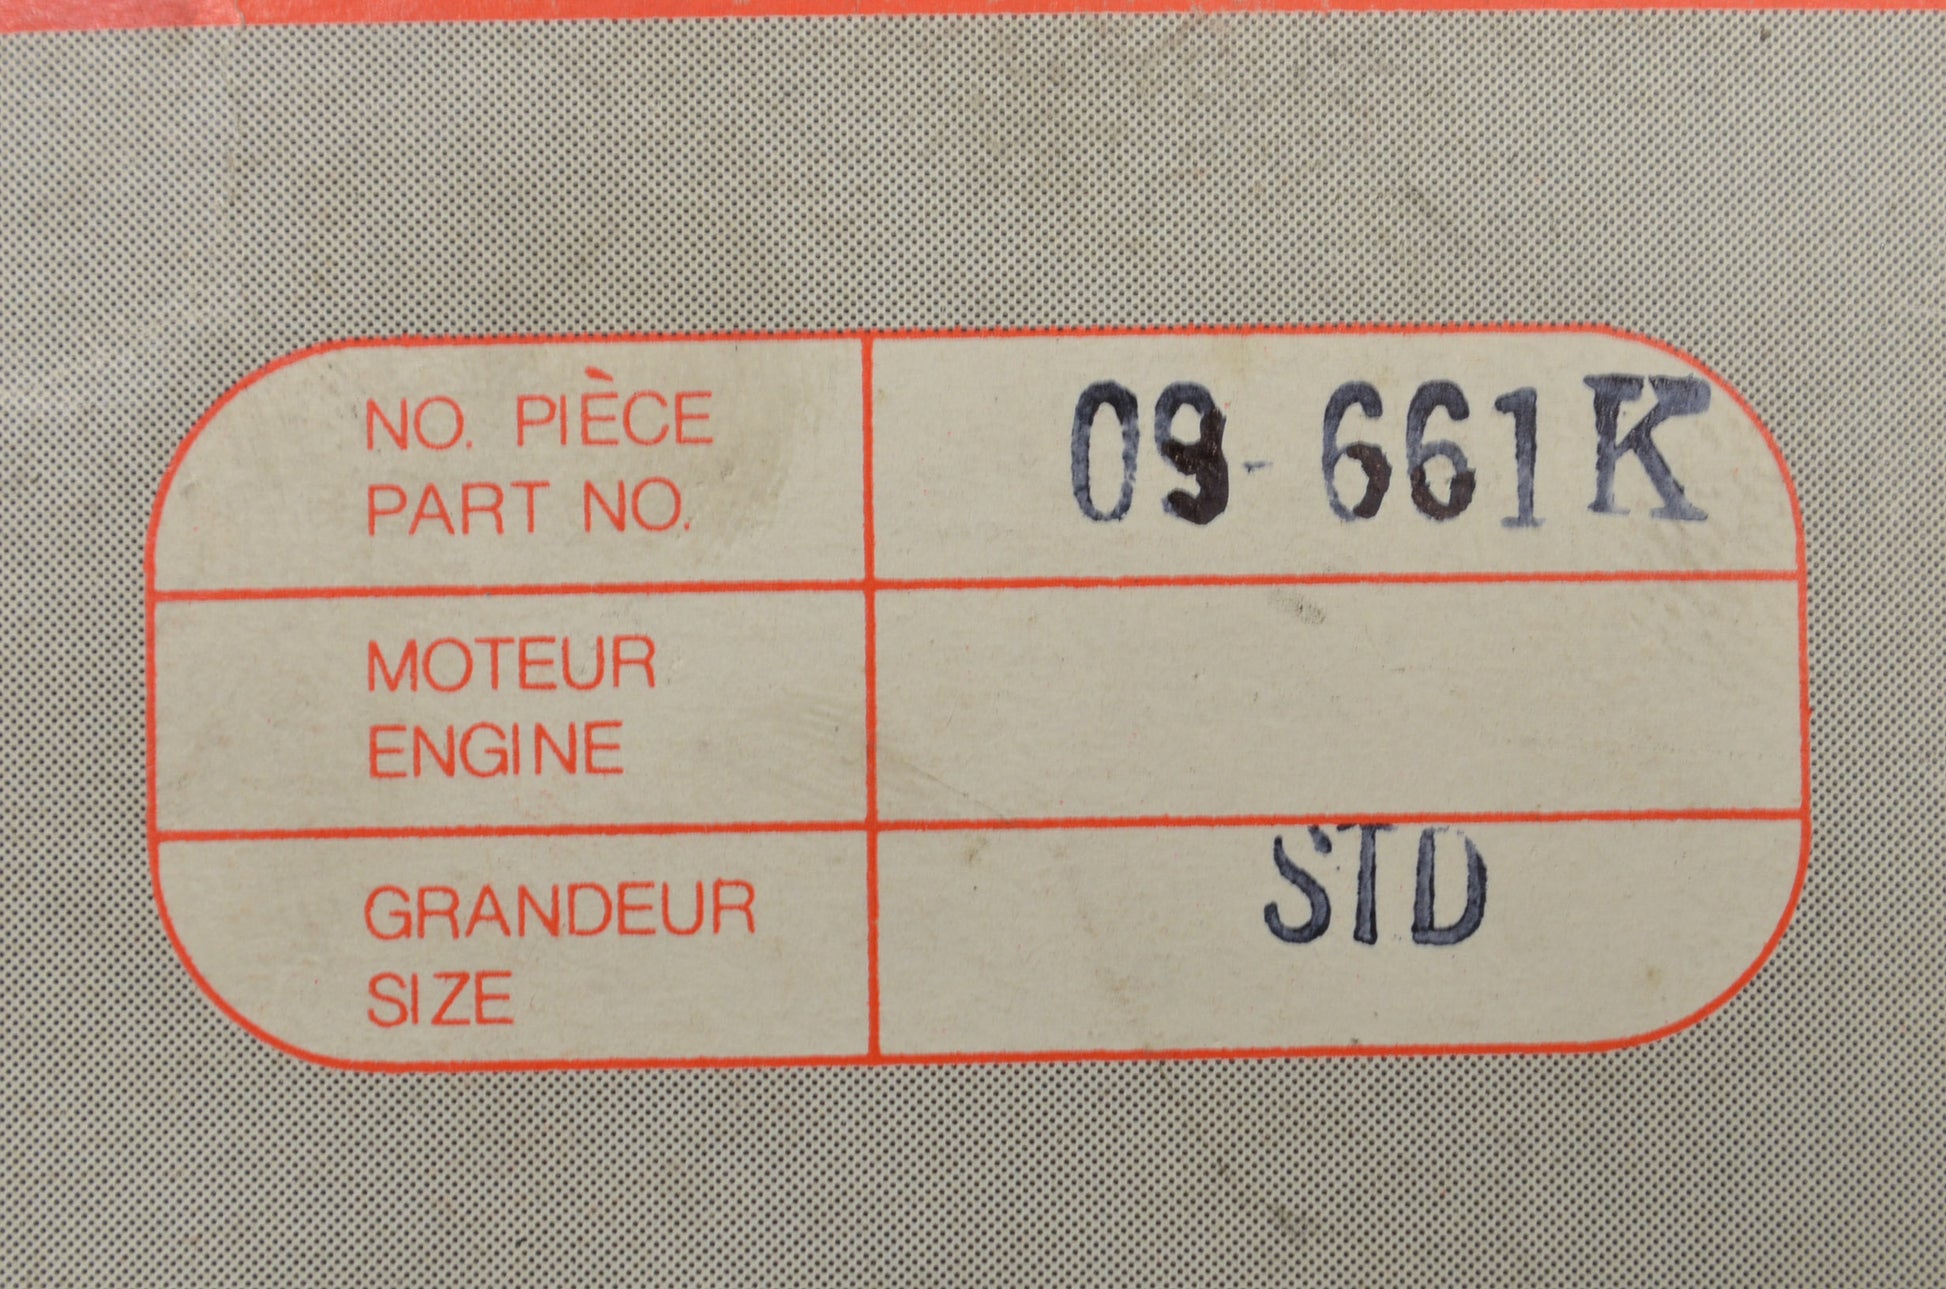 NO. PIÈCE
PART NO.
09-661K
MOTEUR
ENGINE
GRANDEUR
SIZE
STD